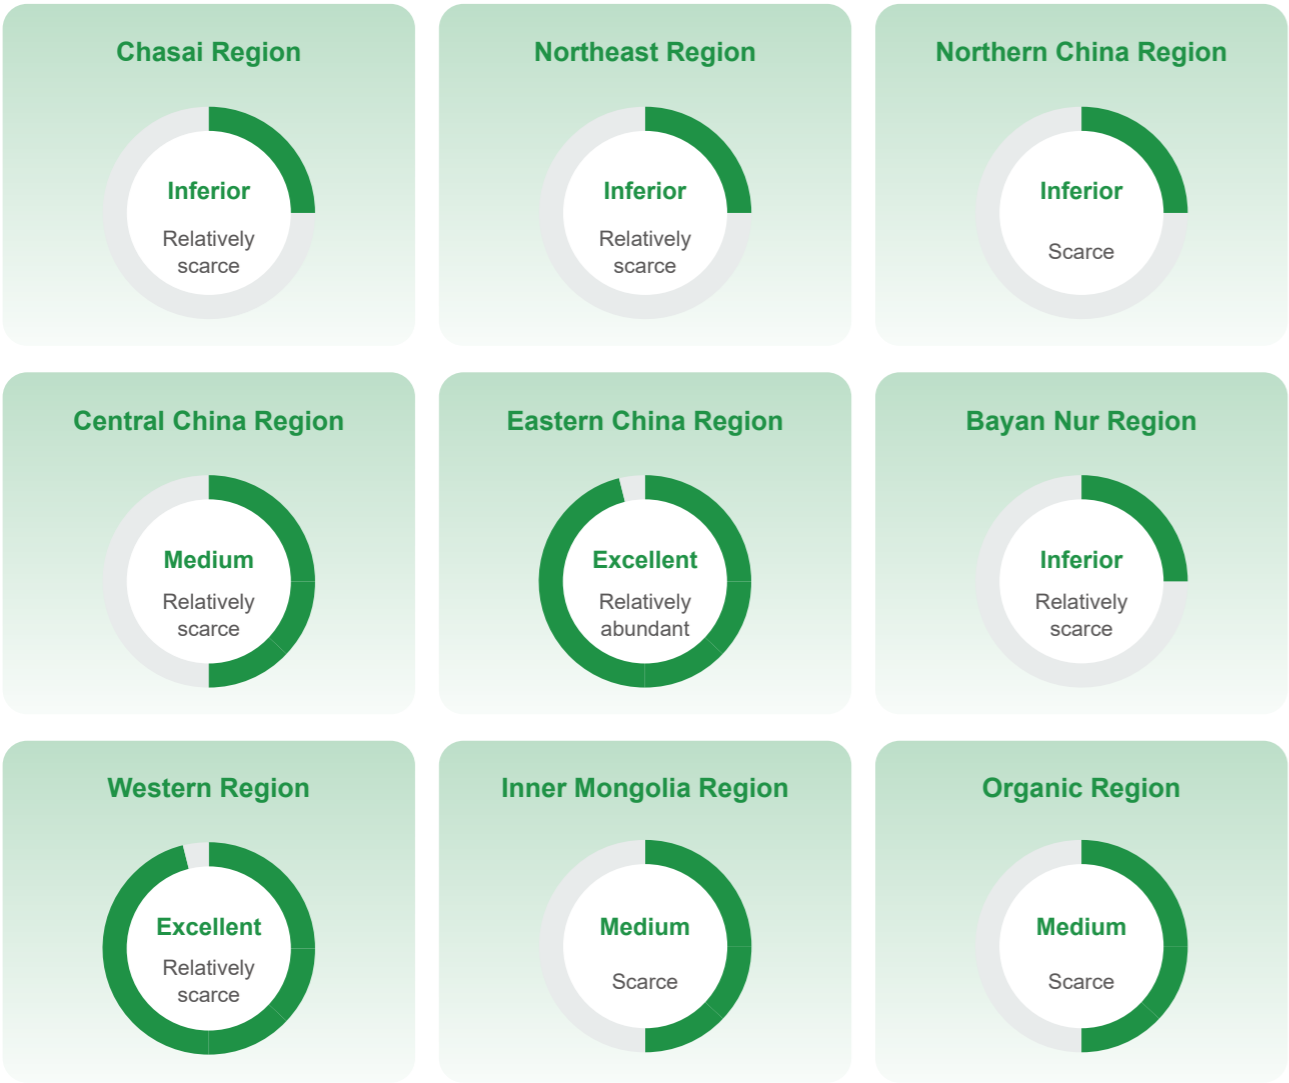 Chasai Region
Inferior
Relatively
scarce
Northeast Region
Inferior
Relatively
scarce
Northern China Region
Inferior
Scarce
Central China Region
Medium
Relatively
scarce
Eastern China Region
Excellent
Relatively
abundant
Bayan Nur Region
Inferior
Relatively
scarce
Western Region
Excellent
Relatively
scarce
Inner Mongolia Region
Medium
Scarce
Organic Region
Medium
Scarce